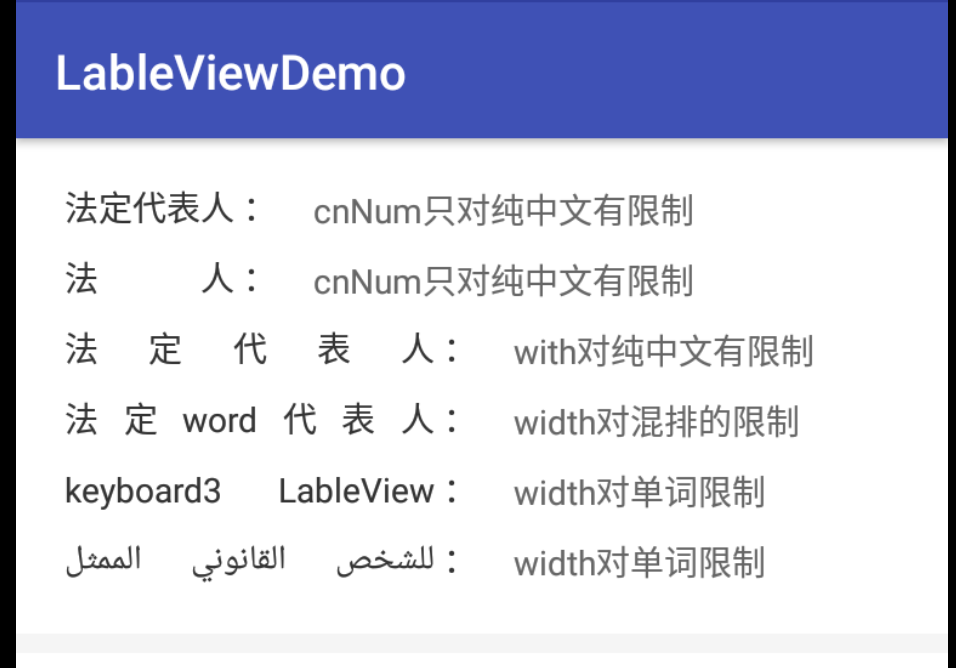 LableViewDemo
法定代表人： cnNum只对纯中文有限制
法 人： cnNum只对纯中文有限制
法 定 代 表 人： with对纯中文有限制
法 定 word 代 表 人： width对混排的限制
keyboard3 LableView： width对单词限制
للشخص القانوني الممثل： width对单词限制